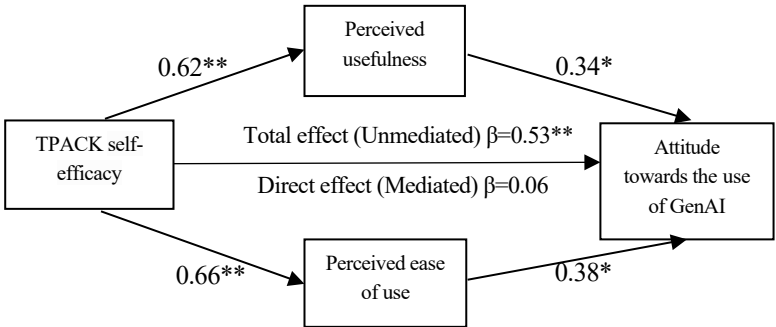 Perceived
usefulness
0.62**
0.34*
TPACK self-
efficacy
Total effect (Unmediated) β=0.53**
Direct effect (Mediated) β=0.06
Attitude
towards the use
of GenAI
0.66**
Perceived ease
of use
0.38*